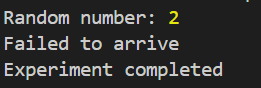 Random number: 2
Failed to arrive
Experiment completed